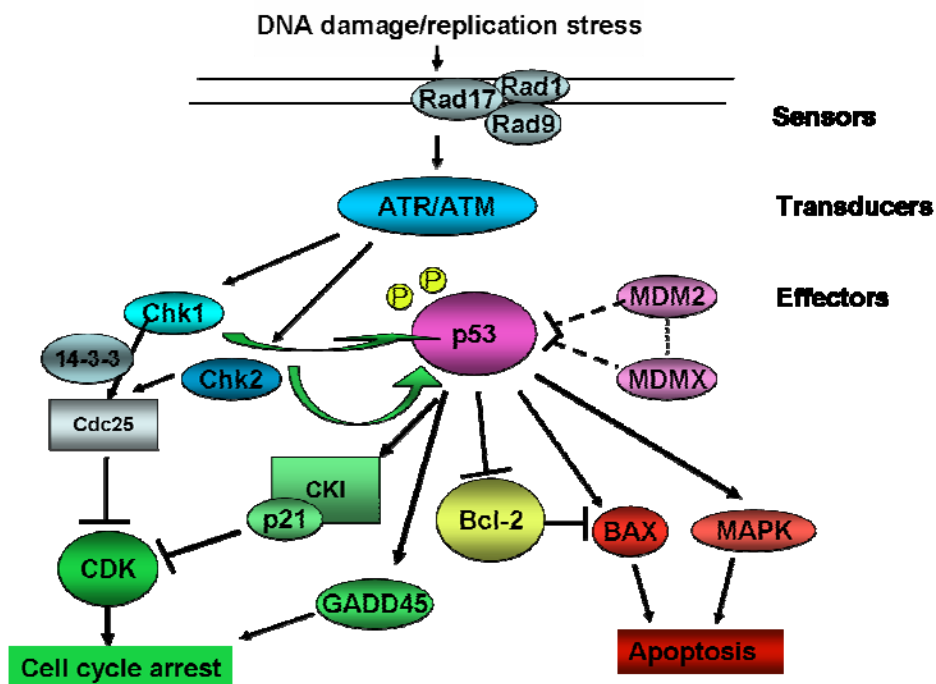 DNA damage/replication stress
Rad17
Rad1
Rad9
Sensors
ATR/ATM
Transducers
P
P
Chk1
p53
MDM2
Effectors
14-3-3
Chk2
MDMX
Cdc25
CKI
p21
Bcl-2
BAX
MAPK
CDK
GADD45
Cell cycle arrest
Apoptosis